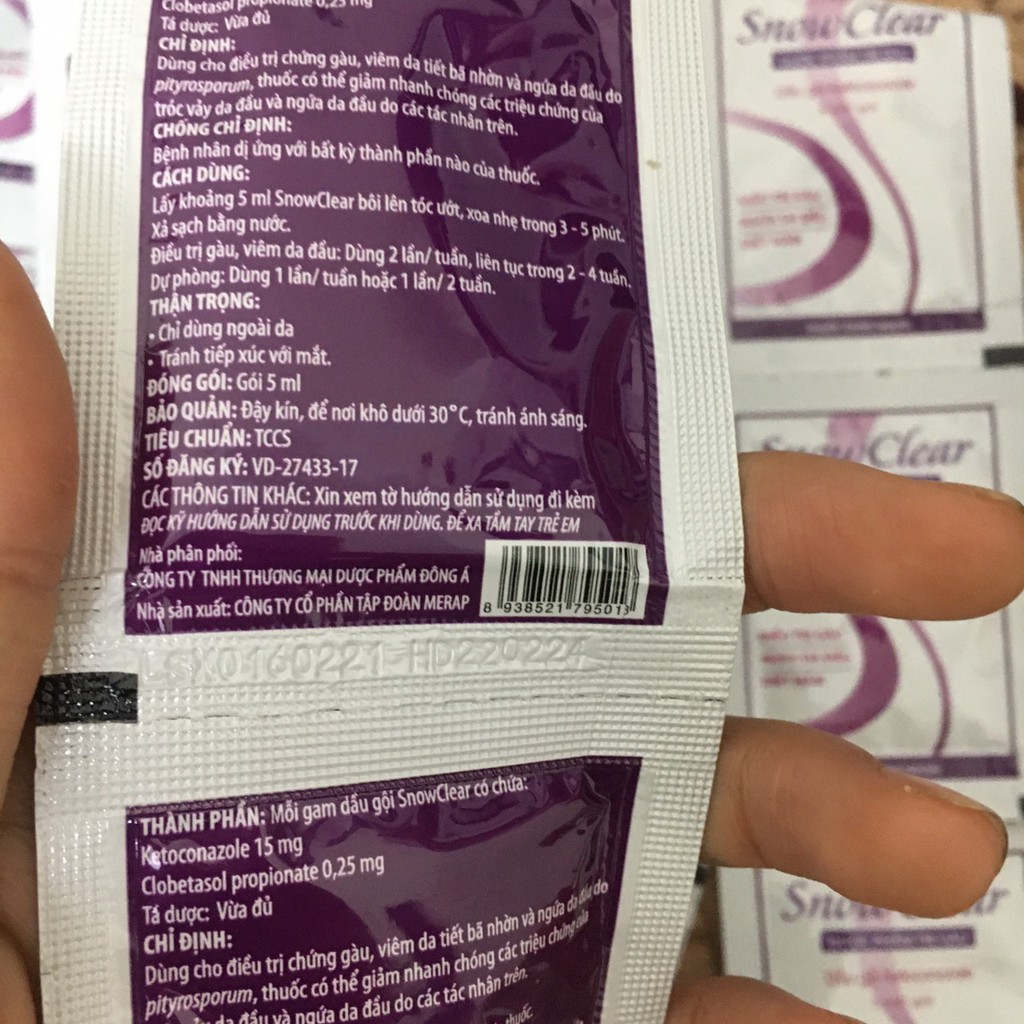 Clobetasol propionate 0,25 mg
Tá dược: Vừa đủ
CHỈ ĐỊNH:
Dùng cho điều trị chứng gàu, viêm da tiết bã nhờn và ngứa da đầu do
pityrosporum, thuốc có thể giảm nhanh chóng các triệu chứng của
tróc vảy da đầu và ngứa da đầu do các tác nhân trên.
CHỐNG CHỈ ĐỊNH:
Bệnh nhân dị ứng với bất kỳ thành phần nào của thuốc.
CÁCH DÙNG:
Lấy khoảng 5 ml SnowClear bôi lên tóc ướt, xoa nhẹ trong 3 - 5 phút.
Xả sạch bằng nước.
Điều trị gàu, viêm da đầu: Dùng 2 lần/ tuần, liên tục trong 2 - 4 tuần.
Dự phòng: Dùng 1 lần/ tuần hoặc 1 lần/ 2 tuần.
THẬN TRỌNG:
• Chỉ dùng ngoài da
• Tránh tiếp xúc với mắt.
ĐÓNG GÓI: Gói 5 ml
BẢO QUẢN: Đậy kín, để nơi khô dưới 30°C, tránh ánh sáng.
TIÊU CHUẨN: TCCS
SỐ ĐĂNG KÝ: VD-27433-17
CÁC THÔNG TIN KHÁC: Xin xem tờ hướng dẫn sử dụng đi kèm
ĐỌC KỸ HƯỚNG DẪN SỬ DỤNG TRƯỚC KHI DÙNG. ĐỂ XA TẦM TAY TRẺ EM
Nhà phân phối:
CÔNG TY TNHH THƯƠNG MẠI DƯỢC PHẨM ĐÔNG Á
Nhà sản xuất: CÔNG TY CỔ PHẦN TẬP ĐOÀN MERAP
8 938521 795013
LSX0160221 HD220224
THÀNH PHẦN: Mỗi gam dầu gội SnowClear có chứa:
Ketoconazole 15 mg
Clobetasol propionate 0,25 mg
Tá dược: Vừa đủ
CHỈ ĐỊNH:
Dùng cho điều trị chứng gàu, viêm da tiết bã nhờn và ngứa da đầu do
pityrosporum, thuốc có thể giảm nhanh chóng các triệu chứng của
da đầu và ngứa da đầu do các tác nhân trên.
thuốc.
SnowClear
SnowClear
SnowClear